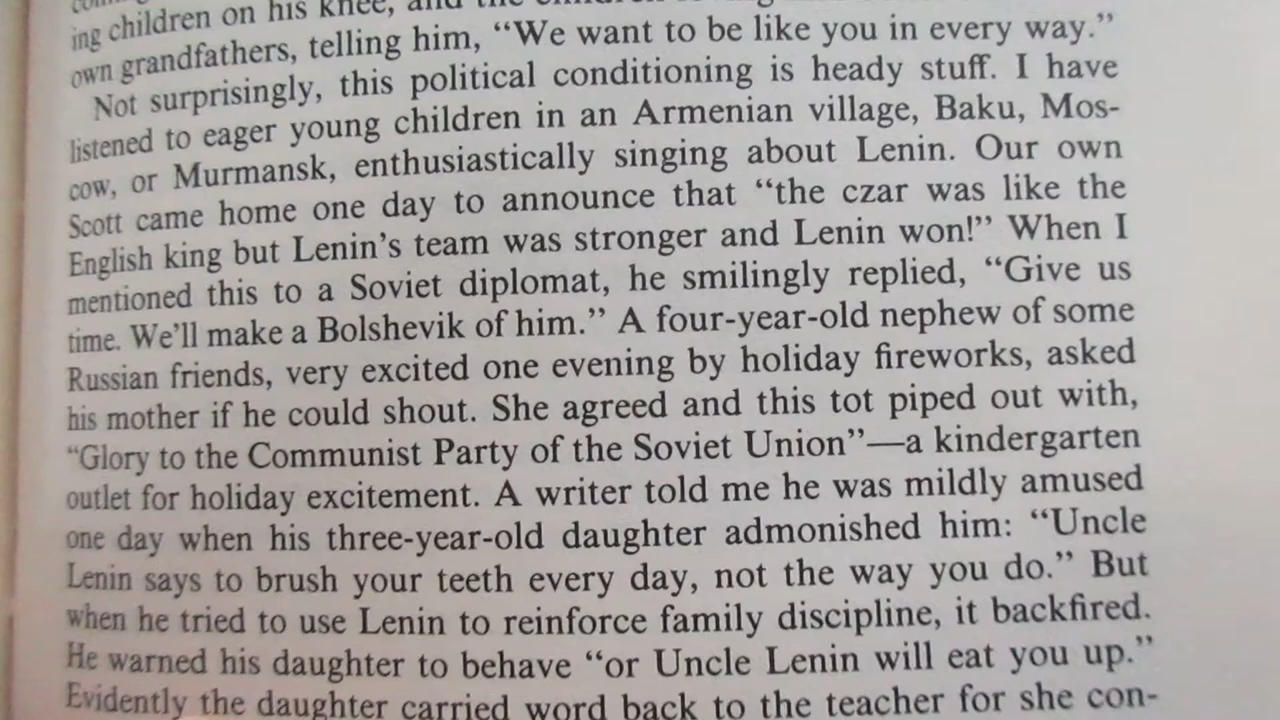 ing children on his knee, and the children
own grandfathers, telling him, “We want to be like you in every way.”
Not surprisingly, this political conditioning is heady stuff. I have
listened to eager young children in an Armenian village, Baku, Mos-
cow, or Murmansk, enthusiastically singing about Lenin. Our own
Scott came home one day to announce that “the czar was like the
English king but Lenin’s team was stronger and Lenin won!” When I
mentioned this to a Soviet diplomat, he smilingly replied, “Give us
time. We’ll make a Bolshevik of him.” A four-year-old nephew of some
Russian friends, very excited one evening by holiday fireworks, asked
his mother if he could shout. She agreed and this tot piped out with,
“Glory to the Communist Party of the Soviet Union”—a kindergarten
outlet for holiday excitement. A writer told me he was mildly amused
one day when his three-year-old daughter admonished him: “Uncle
Lenin says to brush your teeth every day, not the way you do.” But
when he tried to use Lenin to reinforce family discipline, it backfired.
He warned his daughter to behave “or Uncle Lenin will eat you up.”
Evidently the daughter carried word back to the teacher for she con-